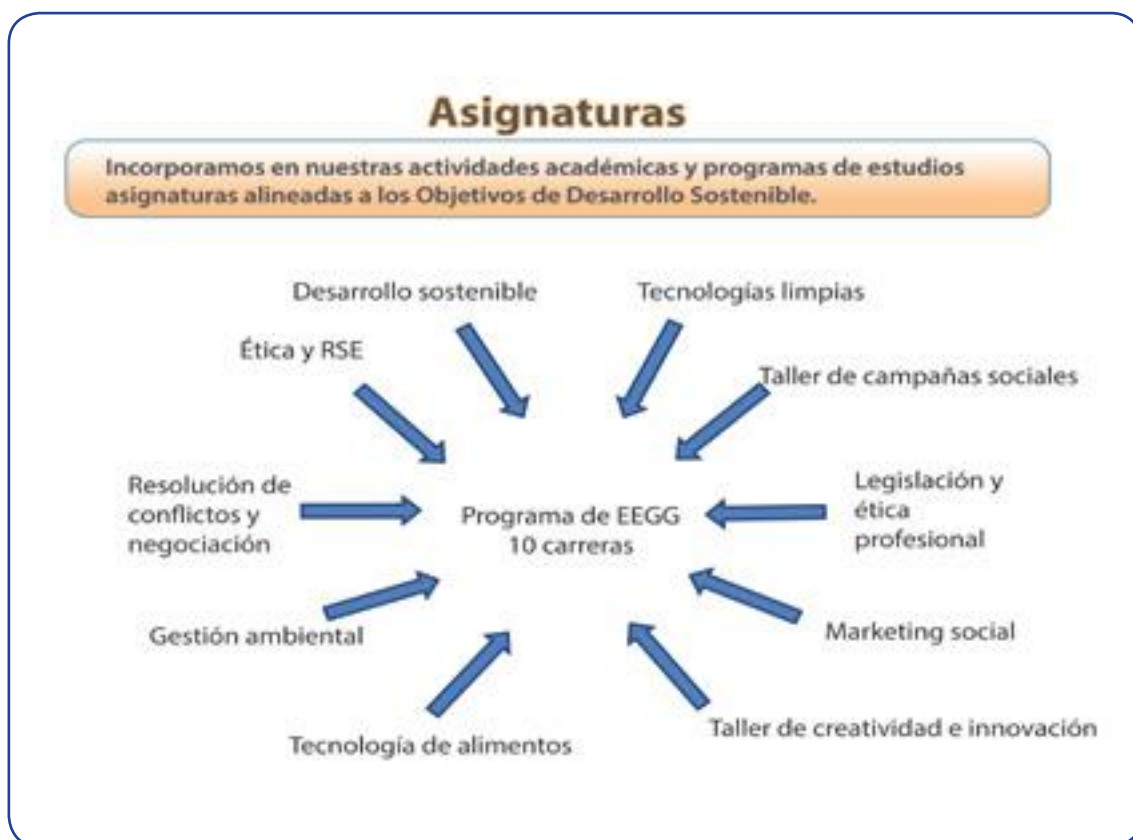 Asignaturas
Incorporamos en nuestras actividades académicas y programas de estudios
asignaturas alineadas a los Objetivos de Desarrollo Sostenible.
Desarrollo sostenible
Tecnologías limpias
Ética y RSE
Taller de campañas sociales
Resolución de
conflictos y
negociación
Programa de EEGG
10 carreras
Legislación y
ética
profesional
Gestión ambiental
Marketing social
Tecnología de alimentos
Taller de creatividad e innovación